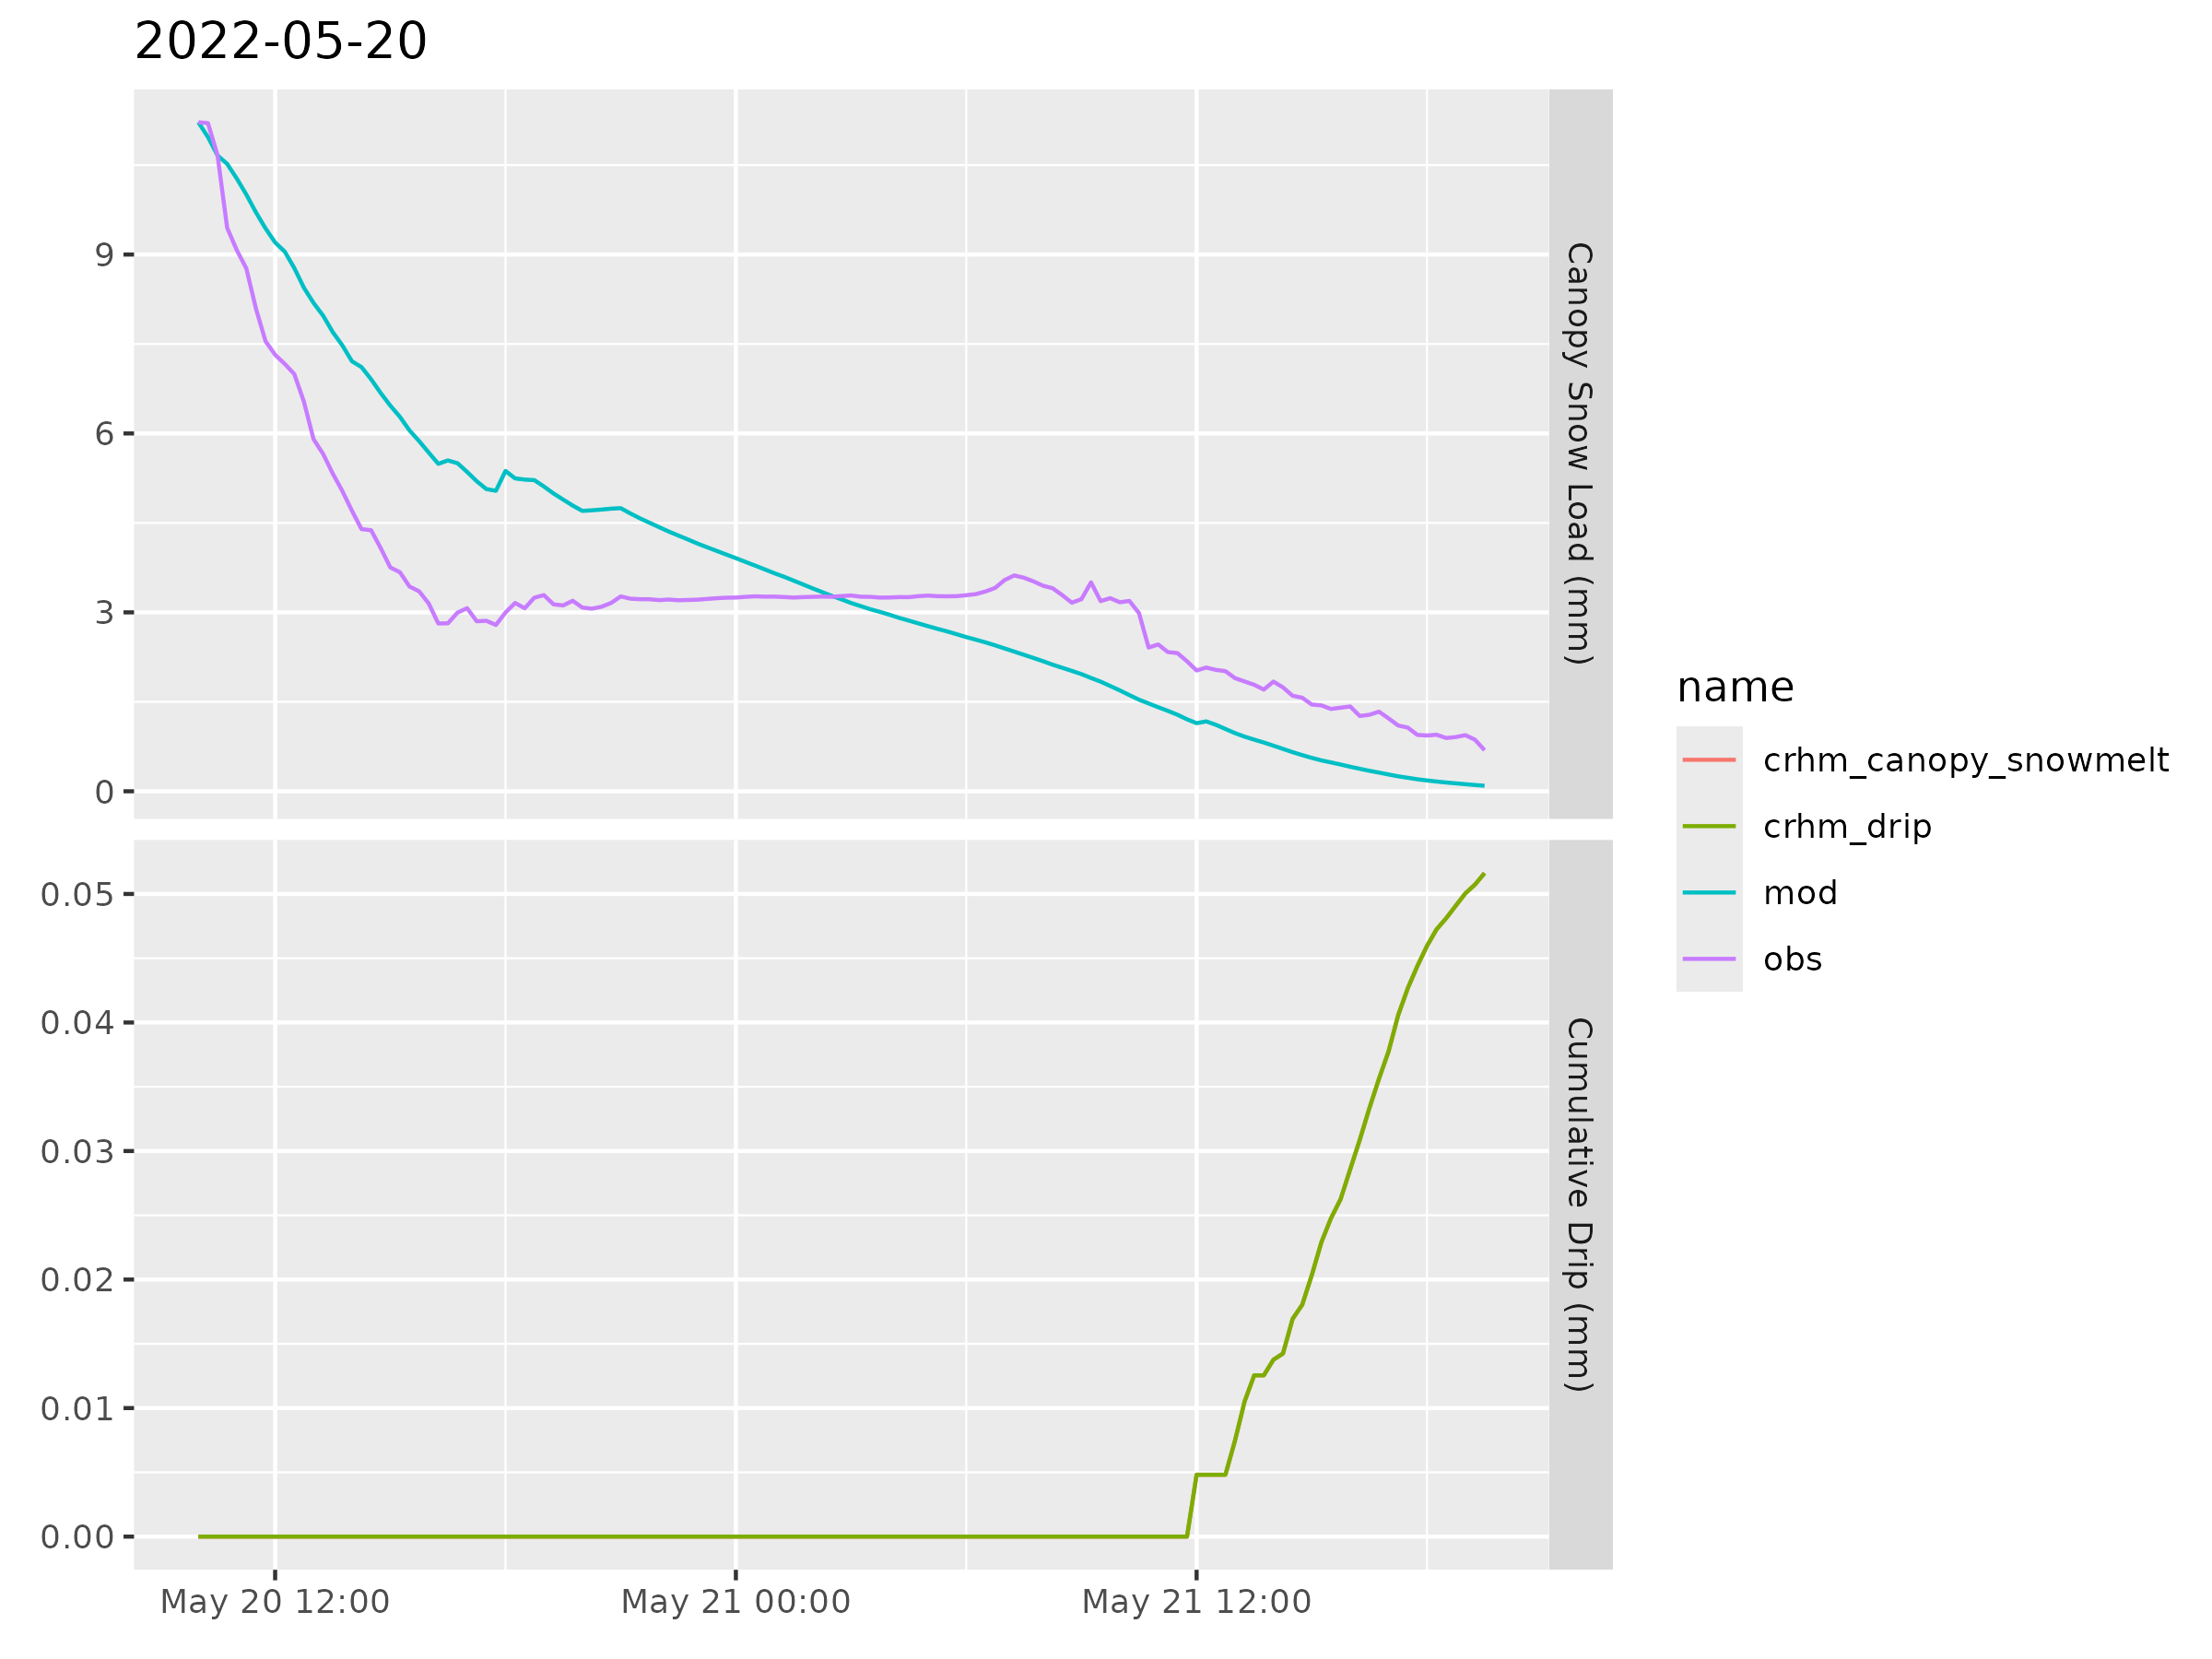 2022-05-20
9
6
3
0
Canopy Snow Load (mm)
0.05
0.04
0.03
0.02
0.01
0.00
Cumulative Drip (mm)
May 20 12:00
May 21 00:00
May 21 12:00
name
crhm_canopy_snowmelt
crhm_drip
mod
obs